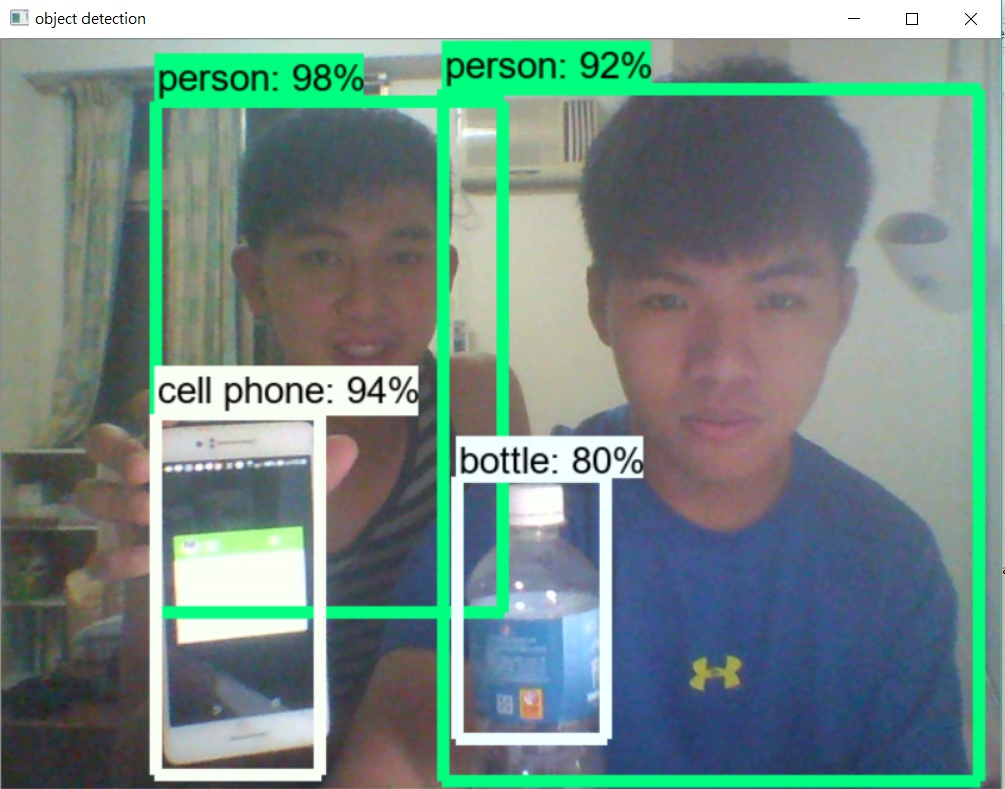 object detection
person: 98%
person: 92%
cell phone: 94%
bottle: 80%